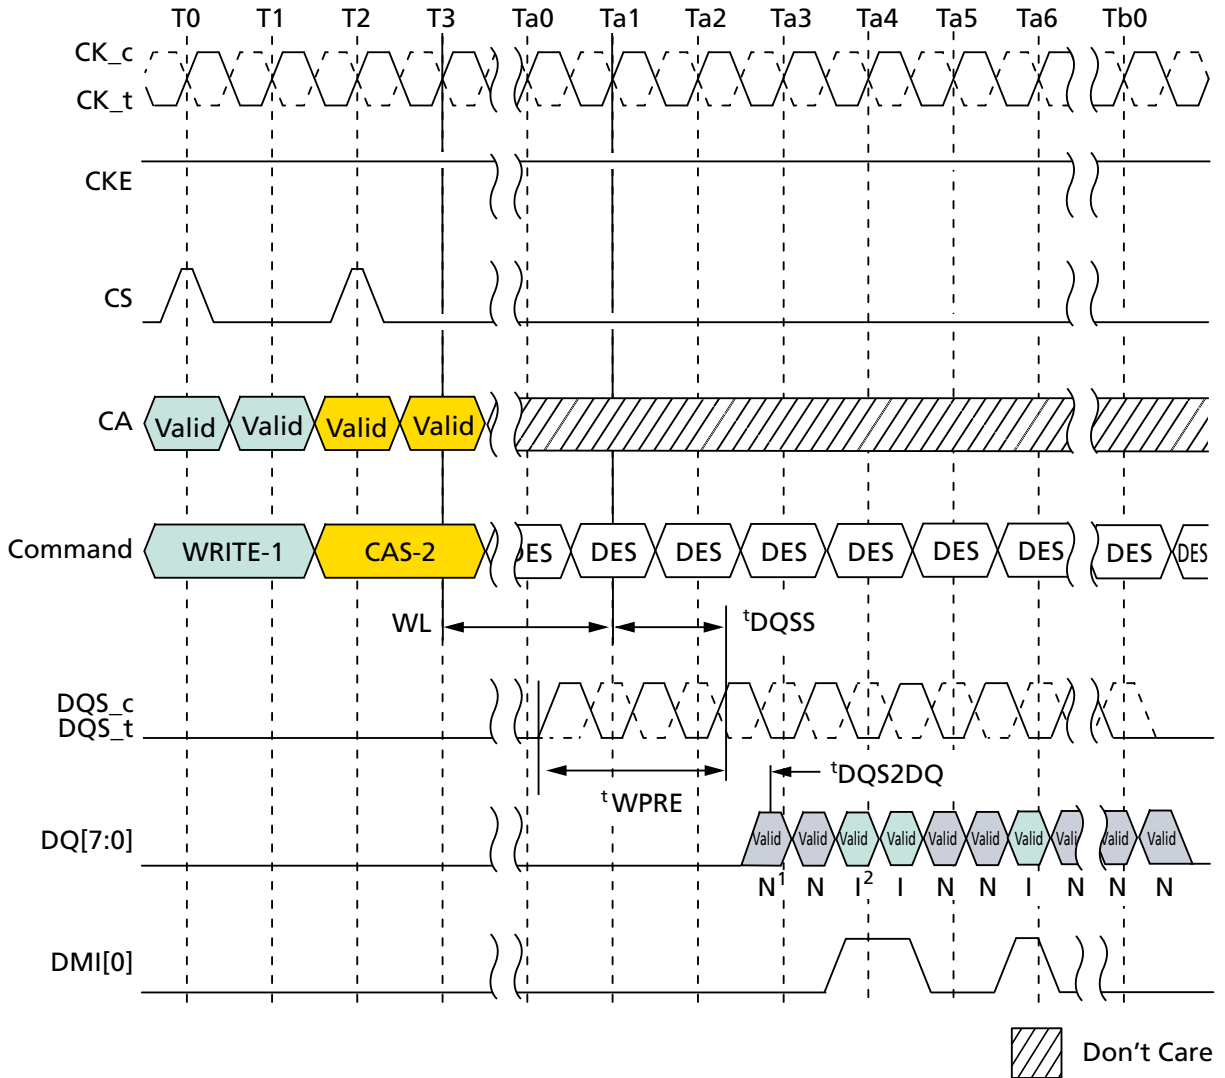 T0 T1 T2 T3 Ta0 Ta1 Ta2 Ta3 Ta4 Ta5 Ta6 Tb0
CK_c
CK_t
CKE
CS
CA Valid Valid Valid Valid
Command WRITE-1 CAS-2 DES DES DES DES DES DES DES DES DES
WL tDQSS
DQS_c
DQS_t
tDQS2DQ
tWPRE
DQ[7:0] Valid Valid Valid Valid Valid Valid Valid Valid Valid Valid
N1 N I2 I N N I N N N
DMI[0]
Don't Care